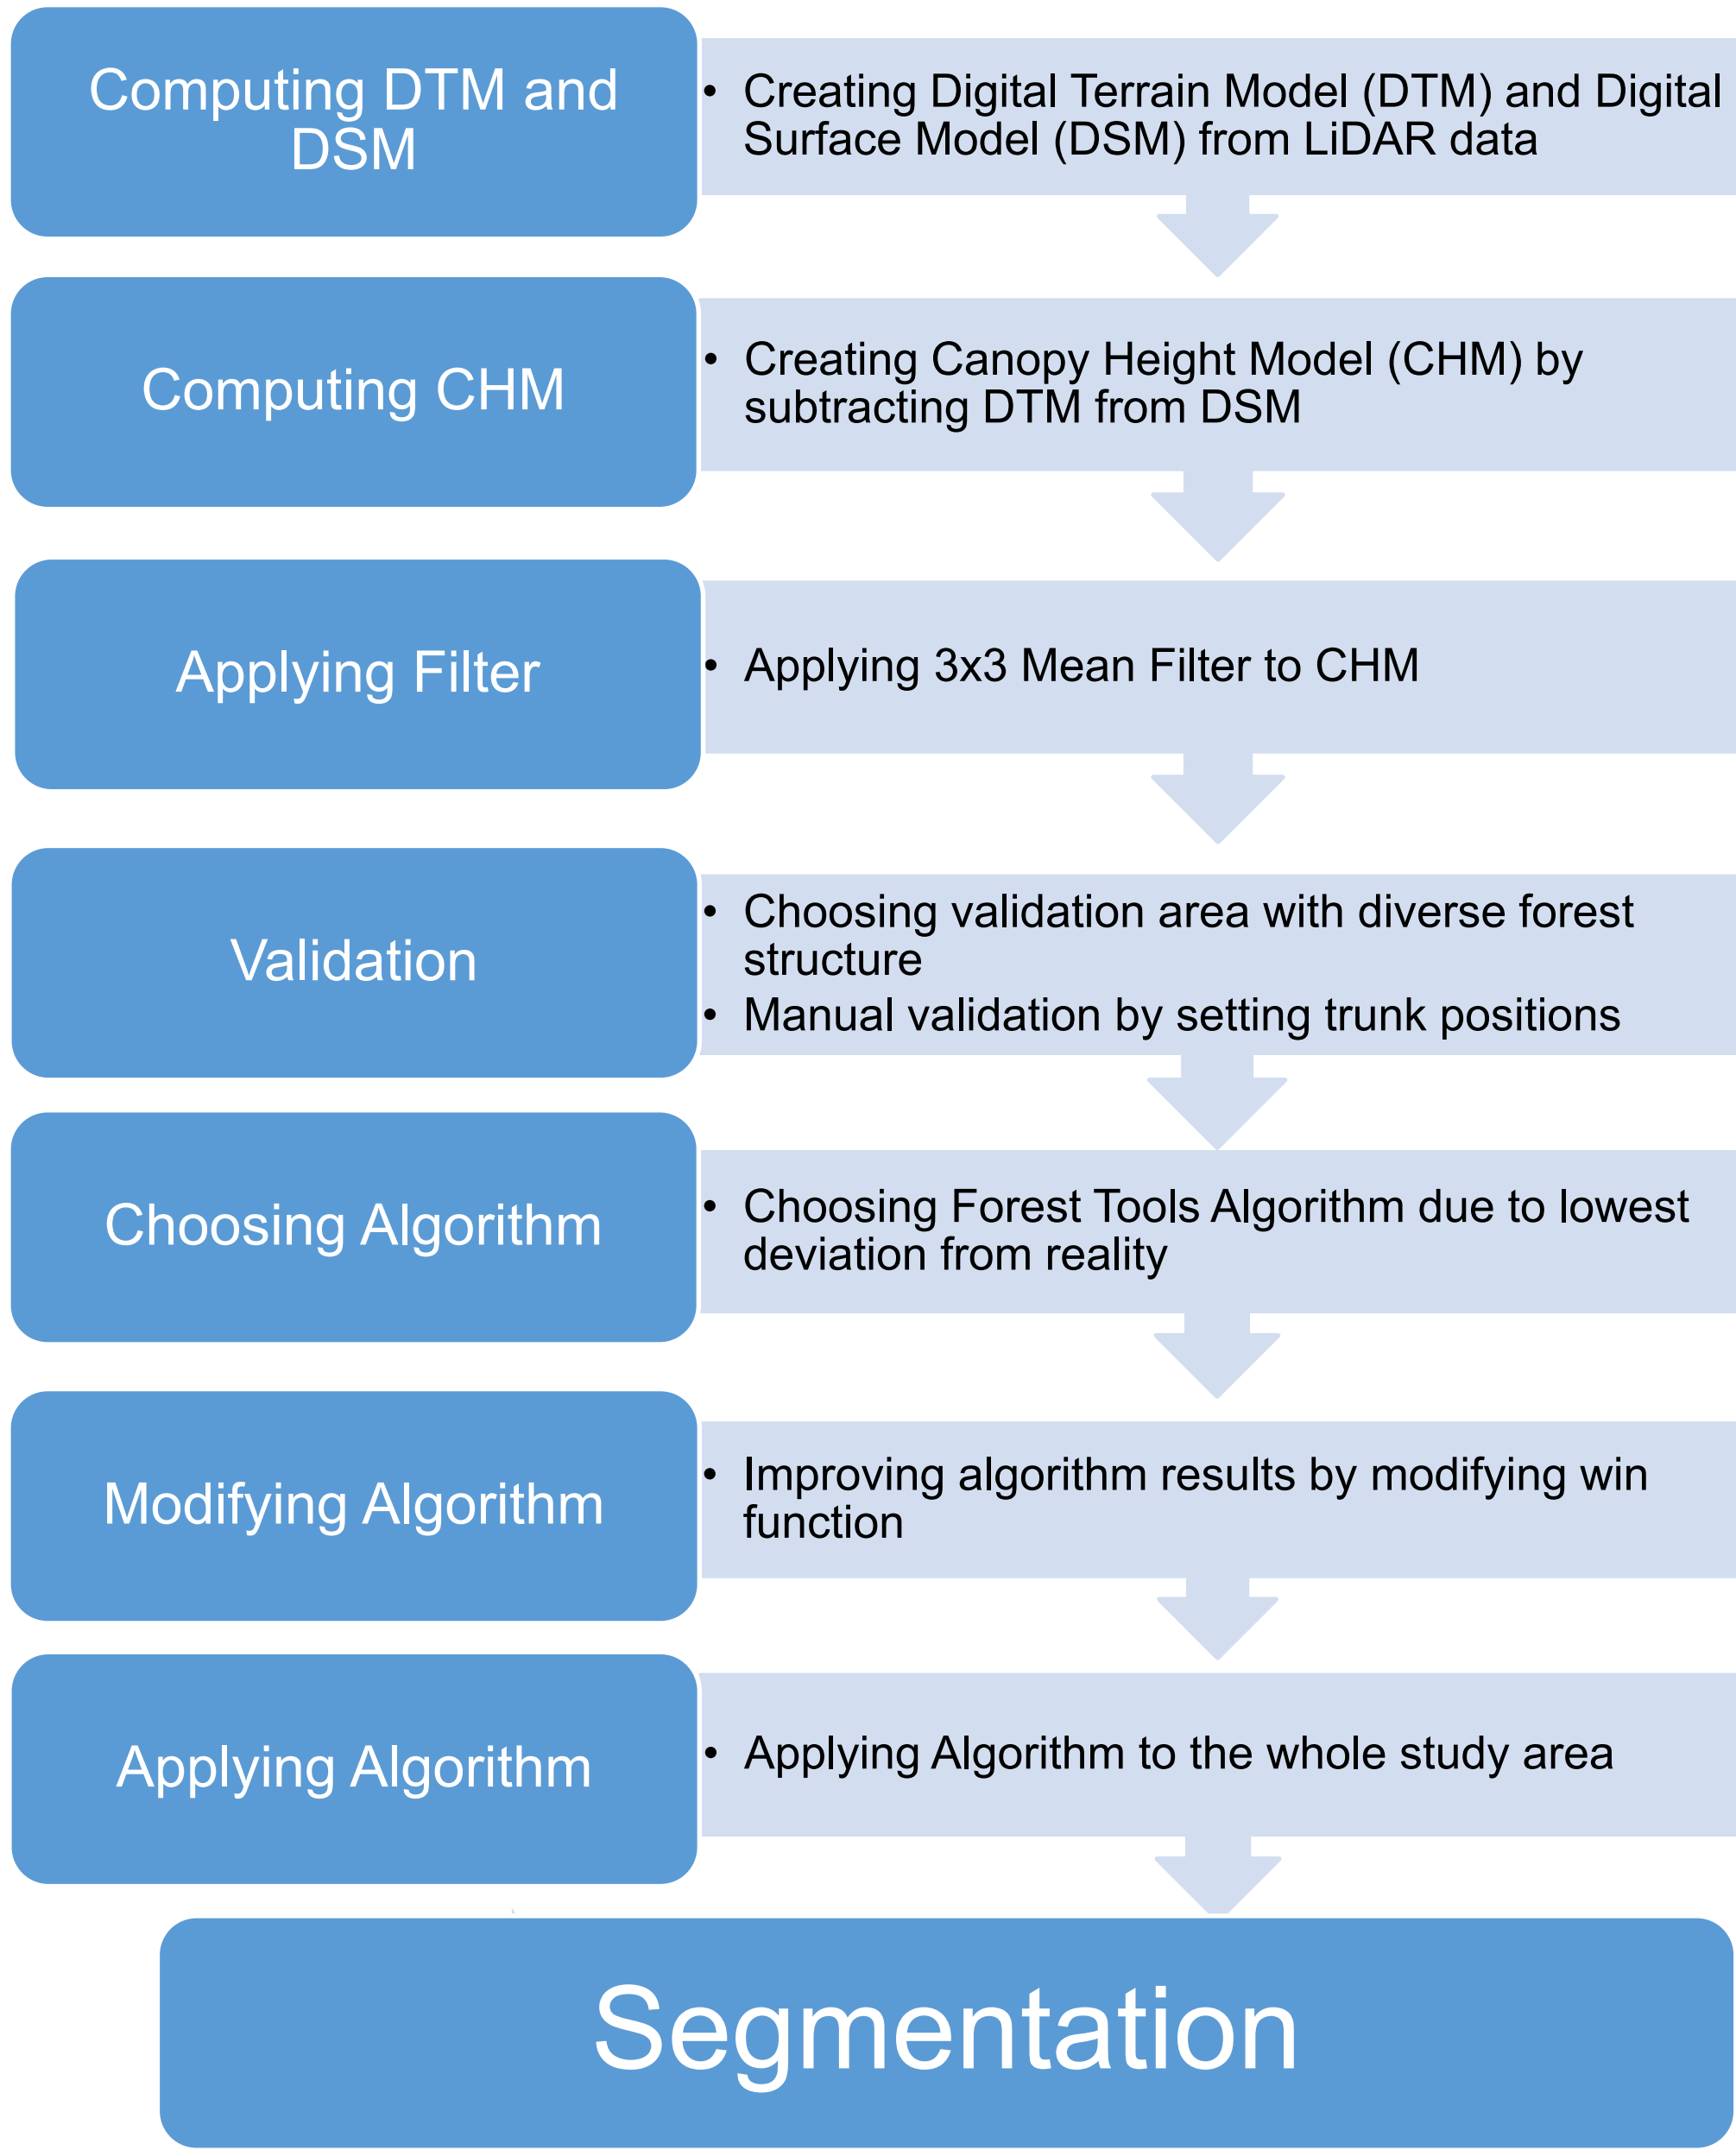 Computing DTM and
DSM
• Creating Digital Terrain Model (DTM) and Digital
Surface Model (DSM) from LiDAR data
Computing CHM
• Creating Canopy Height Model (CHM) by
subtracting DTM from DSM
Applying Filter
• Applying 3x3 Mean Filter to CHM
Validation
• Choosing validation area with diverse forest
structure
• Manual validation by setting trunk positions
Choosing Algorithm
• Choosing Forest Tools Algorithm due to lowest
deviation from reality
Modifying Algorithm
• Improving algorithm results by modifying win
function
Applying Algorithm
• Applying Algorithm to the whole study area
Segmentation